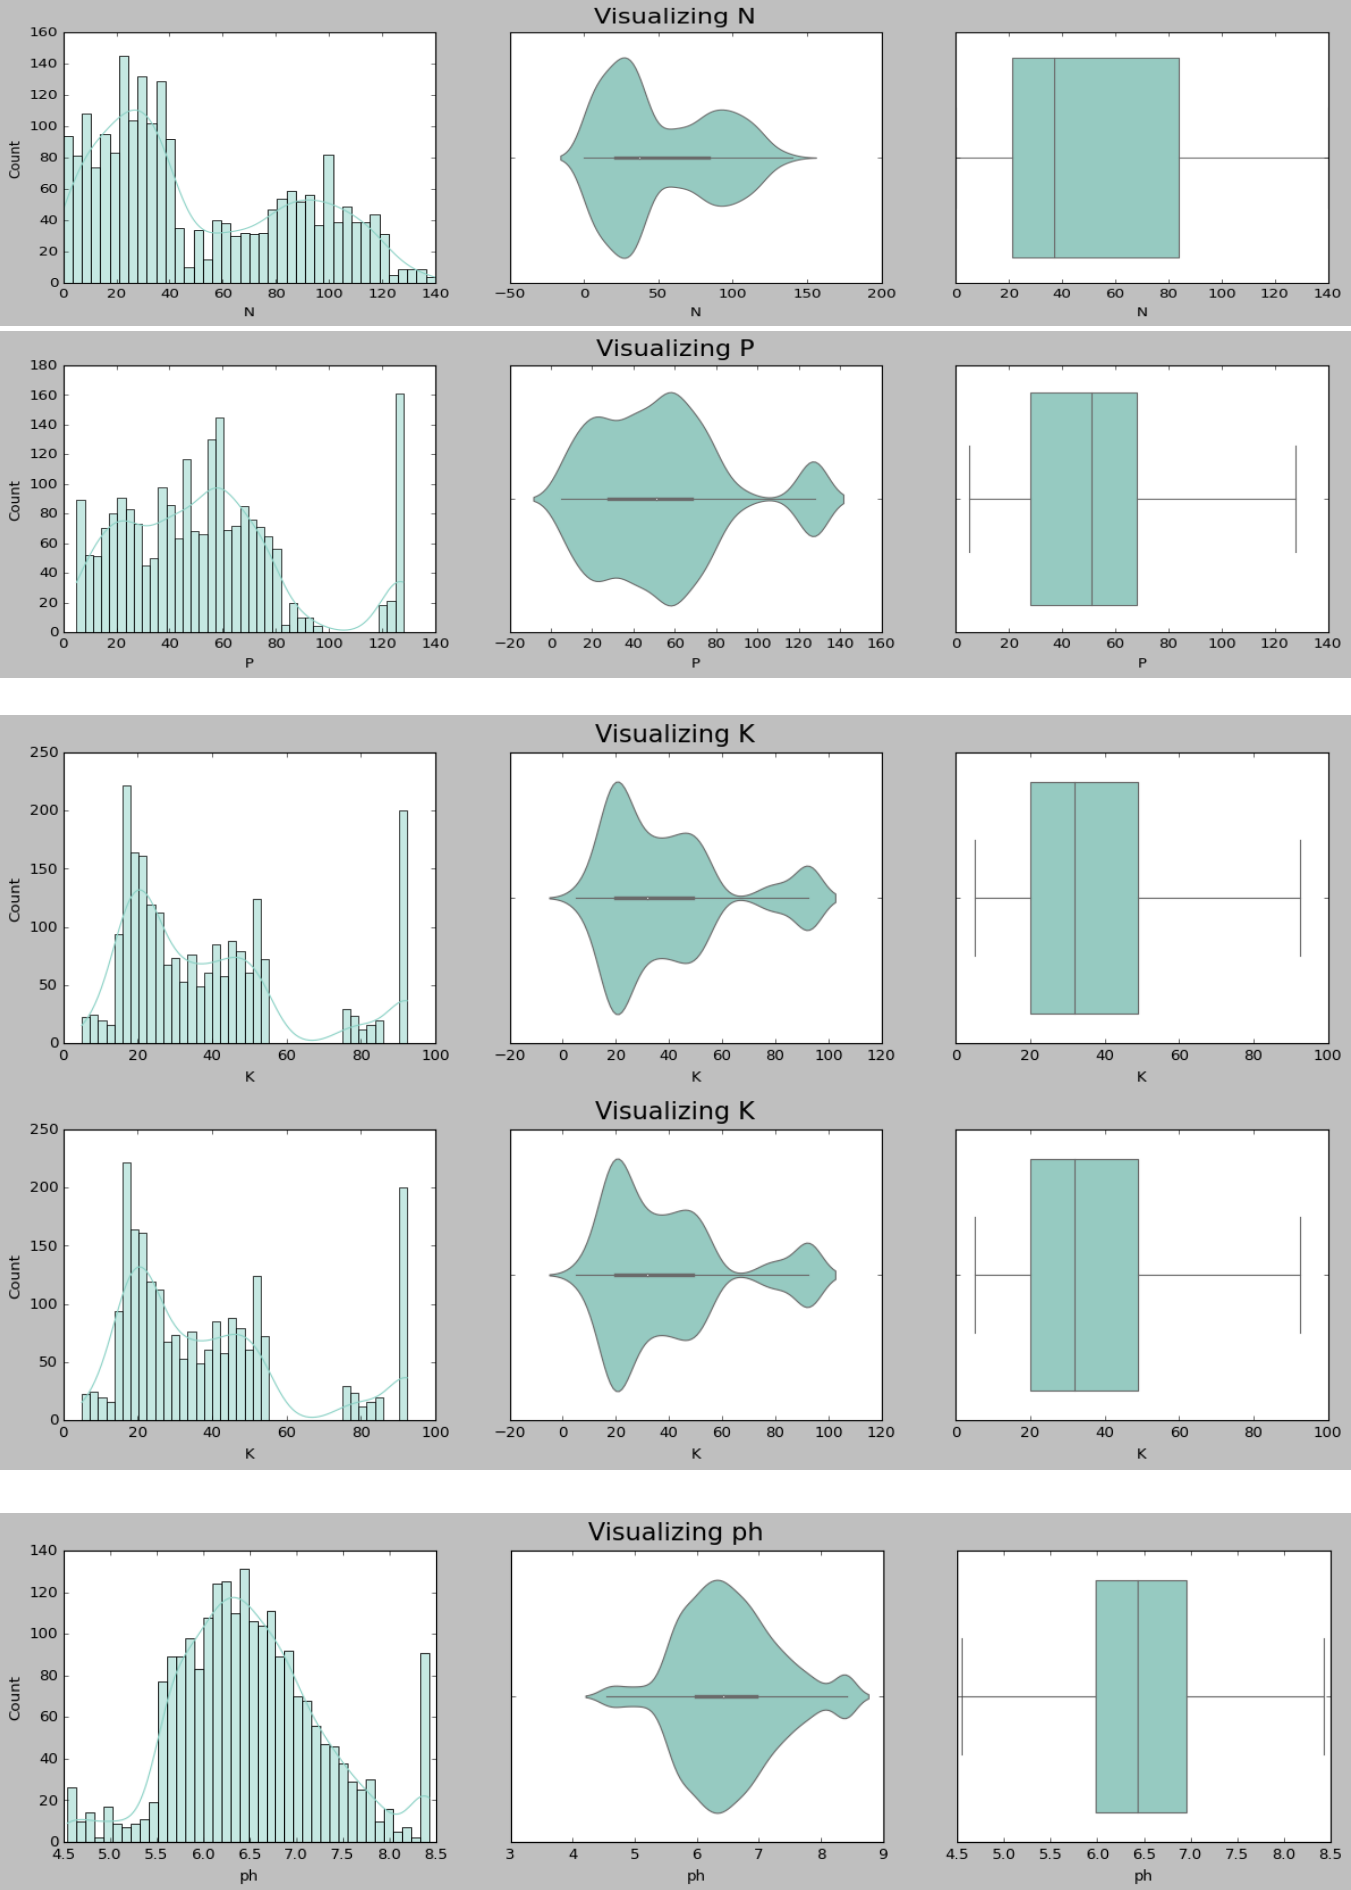 Visualizing N
160
140
120
100
80
60
40
20
0
Count
0 20 40 60 80 100 120 140
N
−50 0 50 100 150 200
N
0 20 40 60 80 100 120 140
N
Visualizing P
180
160
140
120
100
80
60
40
20
0
Count
0 20 40 60 80 100 120 140
P
−20 0 20 40 60 80 100 120 140 160
P
0 20 40 60 80 100 120 140
P
Visualizing K
250
200
150
100
50
0
Count
0 20 40 60 80 100
K
−20 0 20 40 60 80 100 120
K
0 20 40 60 80 100
K
Visualizing K
250
200
150
100
50
0
Count
0 20 40 60 80 100
K
−20 0 20 40 60 80 100 120
K
0 20 40 60 80 100
K
Visualizing ph
140
120
100
80
60
40
20
0
Count
4.5 5.0 5.5 6.0 6.5 7.0 7.5 8.0 8.5
ph
3 4 5 6 7 8 9
ph
4.5 5.0 5.5 6.0 6.5 7.0 7.5 8.0 8.5
ph